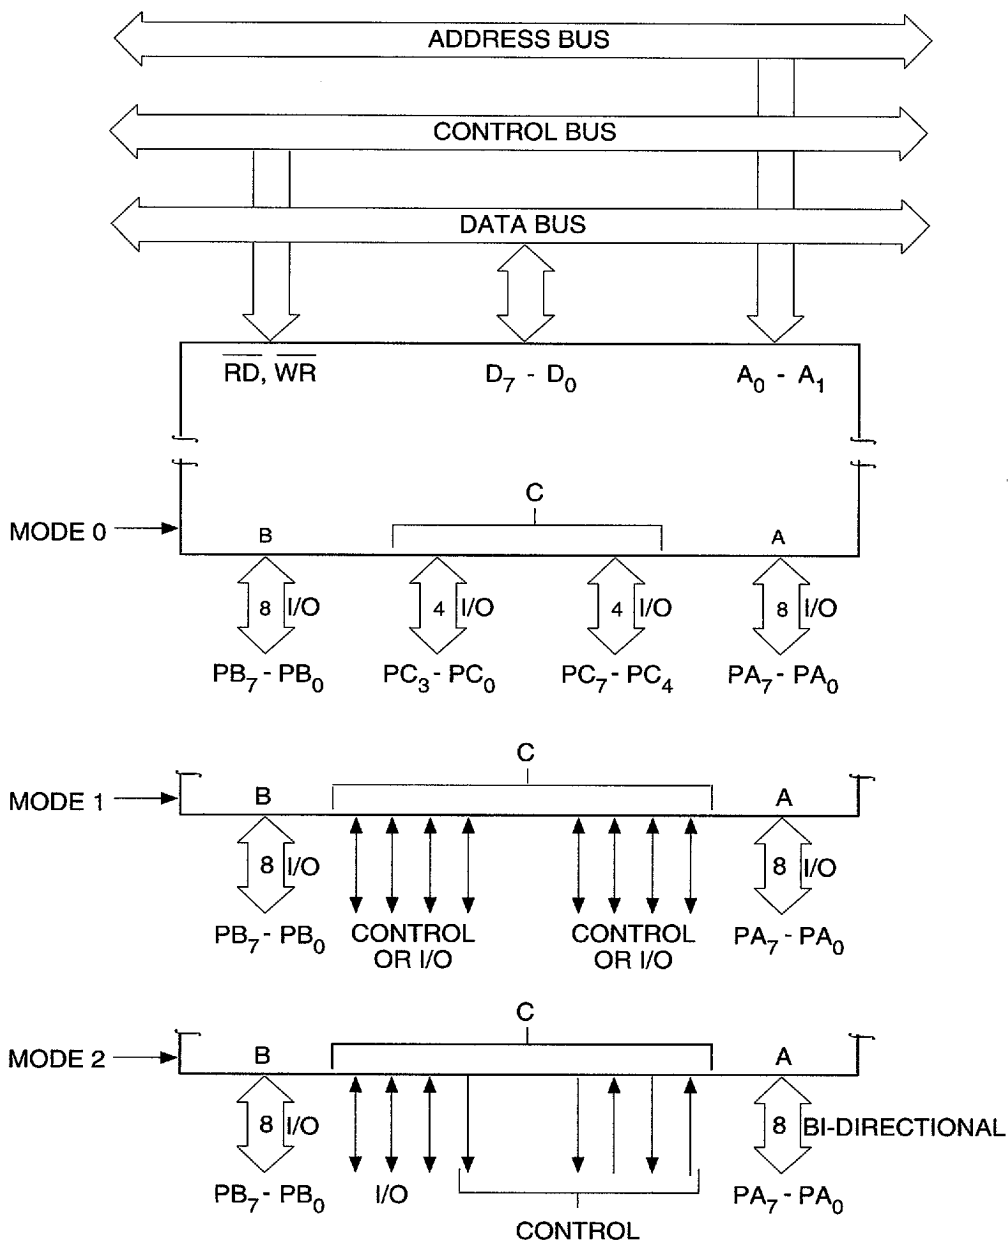 ADDRESS BUS
CONTROL BUS
DATA BUS
RD, WR
D7 - D0
A0 - A1
C
MODE 0
B
A
8 I/O
4 I/O
4 I/O
8 I/O
PB7 - PB0
PC3 - PC0
PC7 - PC4
PA7 - PA0
C
MODE 1
B
A
8 I/O
8 I/O
PB7 - PB0
CONTROL
OR I/O
CONTROL
OR I/O
PA7 - PA0
C
MODE 2
B
A
8 I/O
8 BI-DIRECTIONAL
PB7 - PB0
I/O
PA7 - PA0
CONTROL